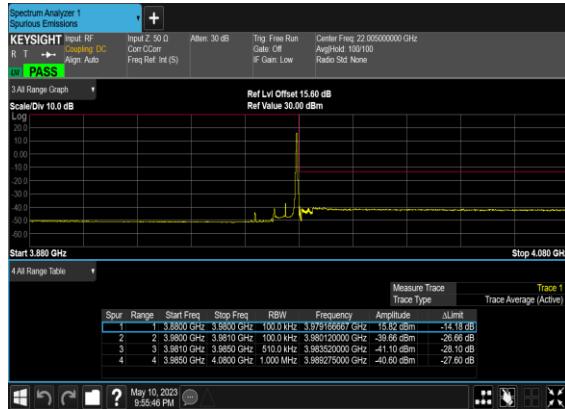 Spectrum Analyzer 1
Spurious Emissions
+
KEYSIGHT Input: RF Input Z: 50 Ω Atten: 30 dB Trig: Free Run Center Freq: 22.005000000 GHz
R T Coupling: DC Corr CCorr Gate: Off Avg|Hold: 100/100
Align: Auto Freq Ref: Int (S) IF Gain: Low Radio Std: None
PASS
3 All Range Graph
Ref Lvl Offset 15.60 dB
Scale/Div 10.0 dB Ref Value 30.00 dBm
Log
20.0
10.0
0.00
-10.0
-20.0
-30.0
-40.0
-50.0
-60.0
Start 3.880 GHz Stop 4.080 GH
4 All Range Table
Measure Trace Trace 1
Trace Type Trace Average (Active)
Spur Range Start Freq Stop Freq RBW Frequency Amplitude ΔLimit
1 1 3.8800 GHz 3.9800 GHz 100.0 kHz 3.979166667 GHz 15.82 dBm -14.18 dB
2 2 3.9800 GHz 3.9810 GHz 100.0 kHz 3.980120000 GHz -39.66 dBm -26.66 dB
3 3 3.9810 GHz 3.9850 GHz 510.0 kHz 3.983520000 GHz -41.10 dBm -28.10 dB
4 4 3.9850 GHz 4.0800 GHz 1.000 MHz 3.989275000 GHz -40.60 dBm -27.60 dB
? May 10, 2023
9:55:46 PM